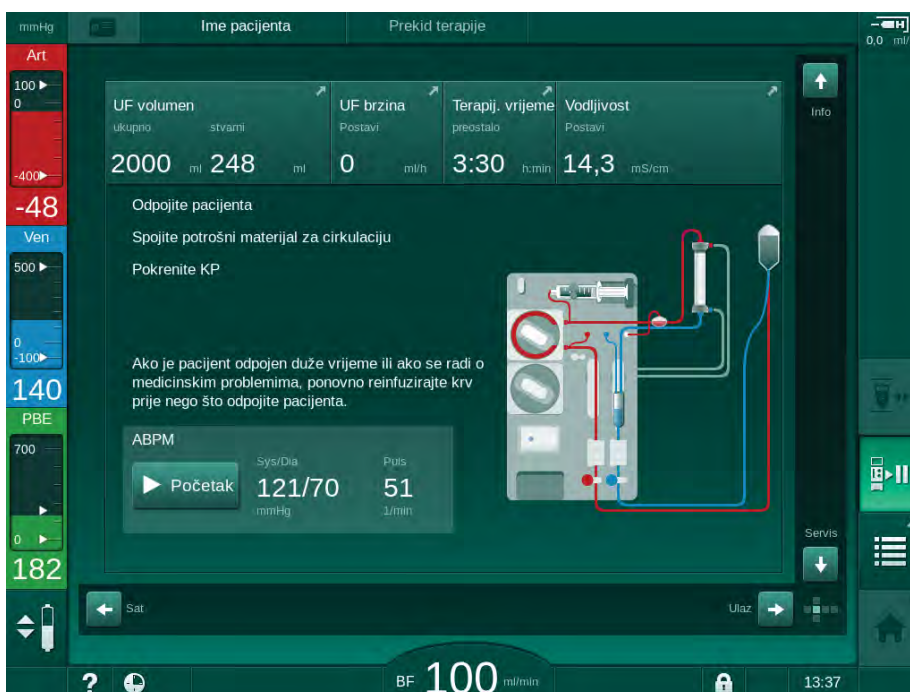 mmHg
Ime pacijenta
Prekid terapije
0,0 ml/
Art
100
0
-400
-48
Ven
500
0
-100
140
PBE
700
0
182
UF volumen
ukupno stvarni
2000 ml 248 ml
UF brzina
Postavi
0 ml/h
Terapij. vrijeme
preostalo
3:30 h:min
Vodljivost
Postavi
14,3 mS/cm
Info
Odpojite pacijenta
Spojite potrošni materijal za cirkulaciju
Pokrenite KP
Ako je pacijent odpojen duže vrijeme ili ako se radi o
medicinskim problemima, ponovno reinfuzirajte krv
prije nego što odpojite pacijenta.
ABPM
Početak
Sys/Dia
121/70
mmHg
Puls
51
1/min
Servis
Sat
Ulaz
?
BF 100 ml/min
13:37